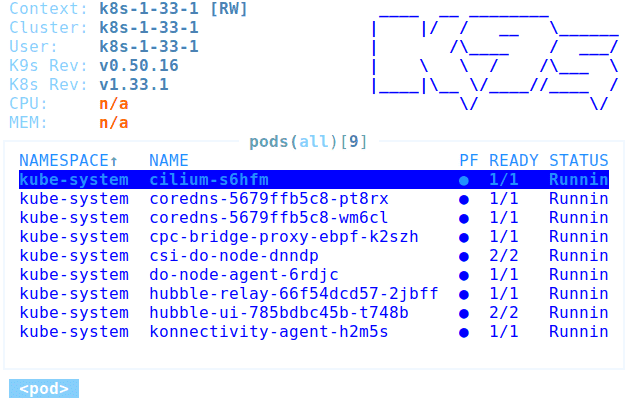 Context: k8s-1-33-1 [RW]
Cluster: k8s-1-33-1
User: k8s-1-33-1
K9s Rev: v0.50.16
K8s Rev: v1.33.1
CPU: n/a
MEM: n/a
K9s
pods(all)[9]
NAMESPACE↑ NAME PF READY STATUS
kube-system cilium-s6hfm ● 1/1 Runnin
kube-system coredns-5679ffb5c8-pt8rx ● 1/1 Runnin
kube-system coredns-5679ffb5c8-wm6cl ● 1/1 Runnin
kube-system cpc-bridge-proxy-ebpf-k2szh ● 1/1 Runnin
kube-system csi-do-node-dnndp ● 2/2 Runnin
kube-system do-node-agent-6rdjc ● 1/1 Runnin
kube-system hubble-relay-66f54dcd57-2jbff ● 1/1 Runnin
kube-system hubble-ui-785bdbc45b-t748b ● 2/2 Runnin
kube-system konnectivity-agent-h2m5s ● 1/1 Runnin
<pod>